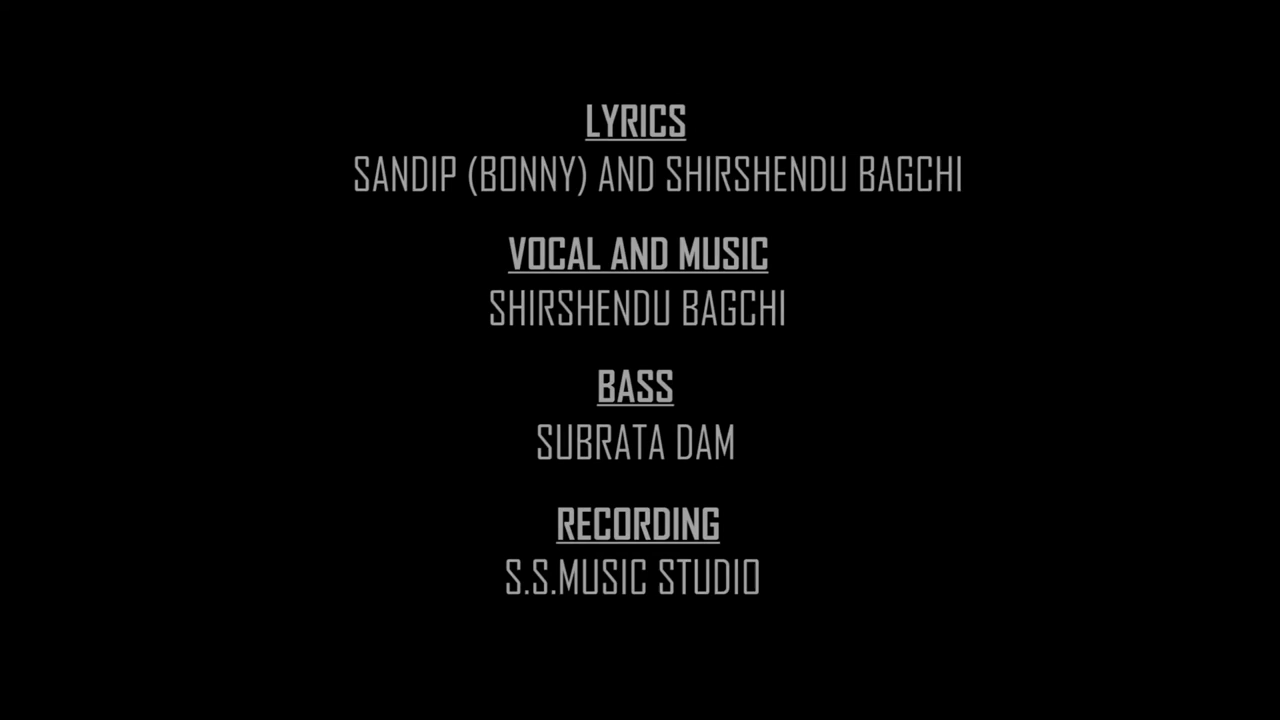 LYRICS
SANDIP (BONNY) AND SHIRSHENDU BAGCHI
VOCAL AND MUSIC
SHIRSHENDU BAGCHI
BASS
SUBRATA DAM
RECORDING
S.S.MUSIC STUDIO